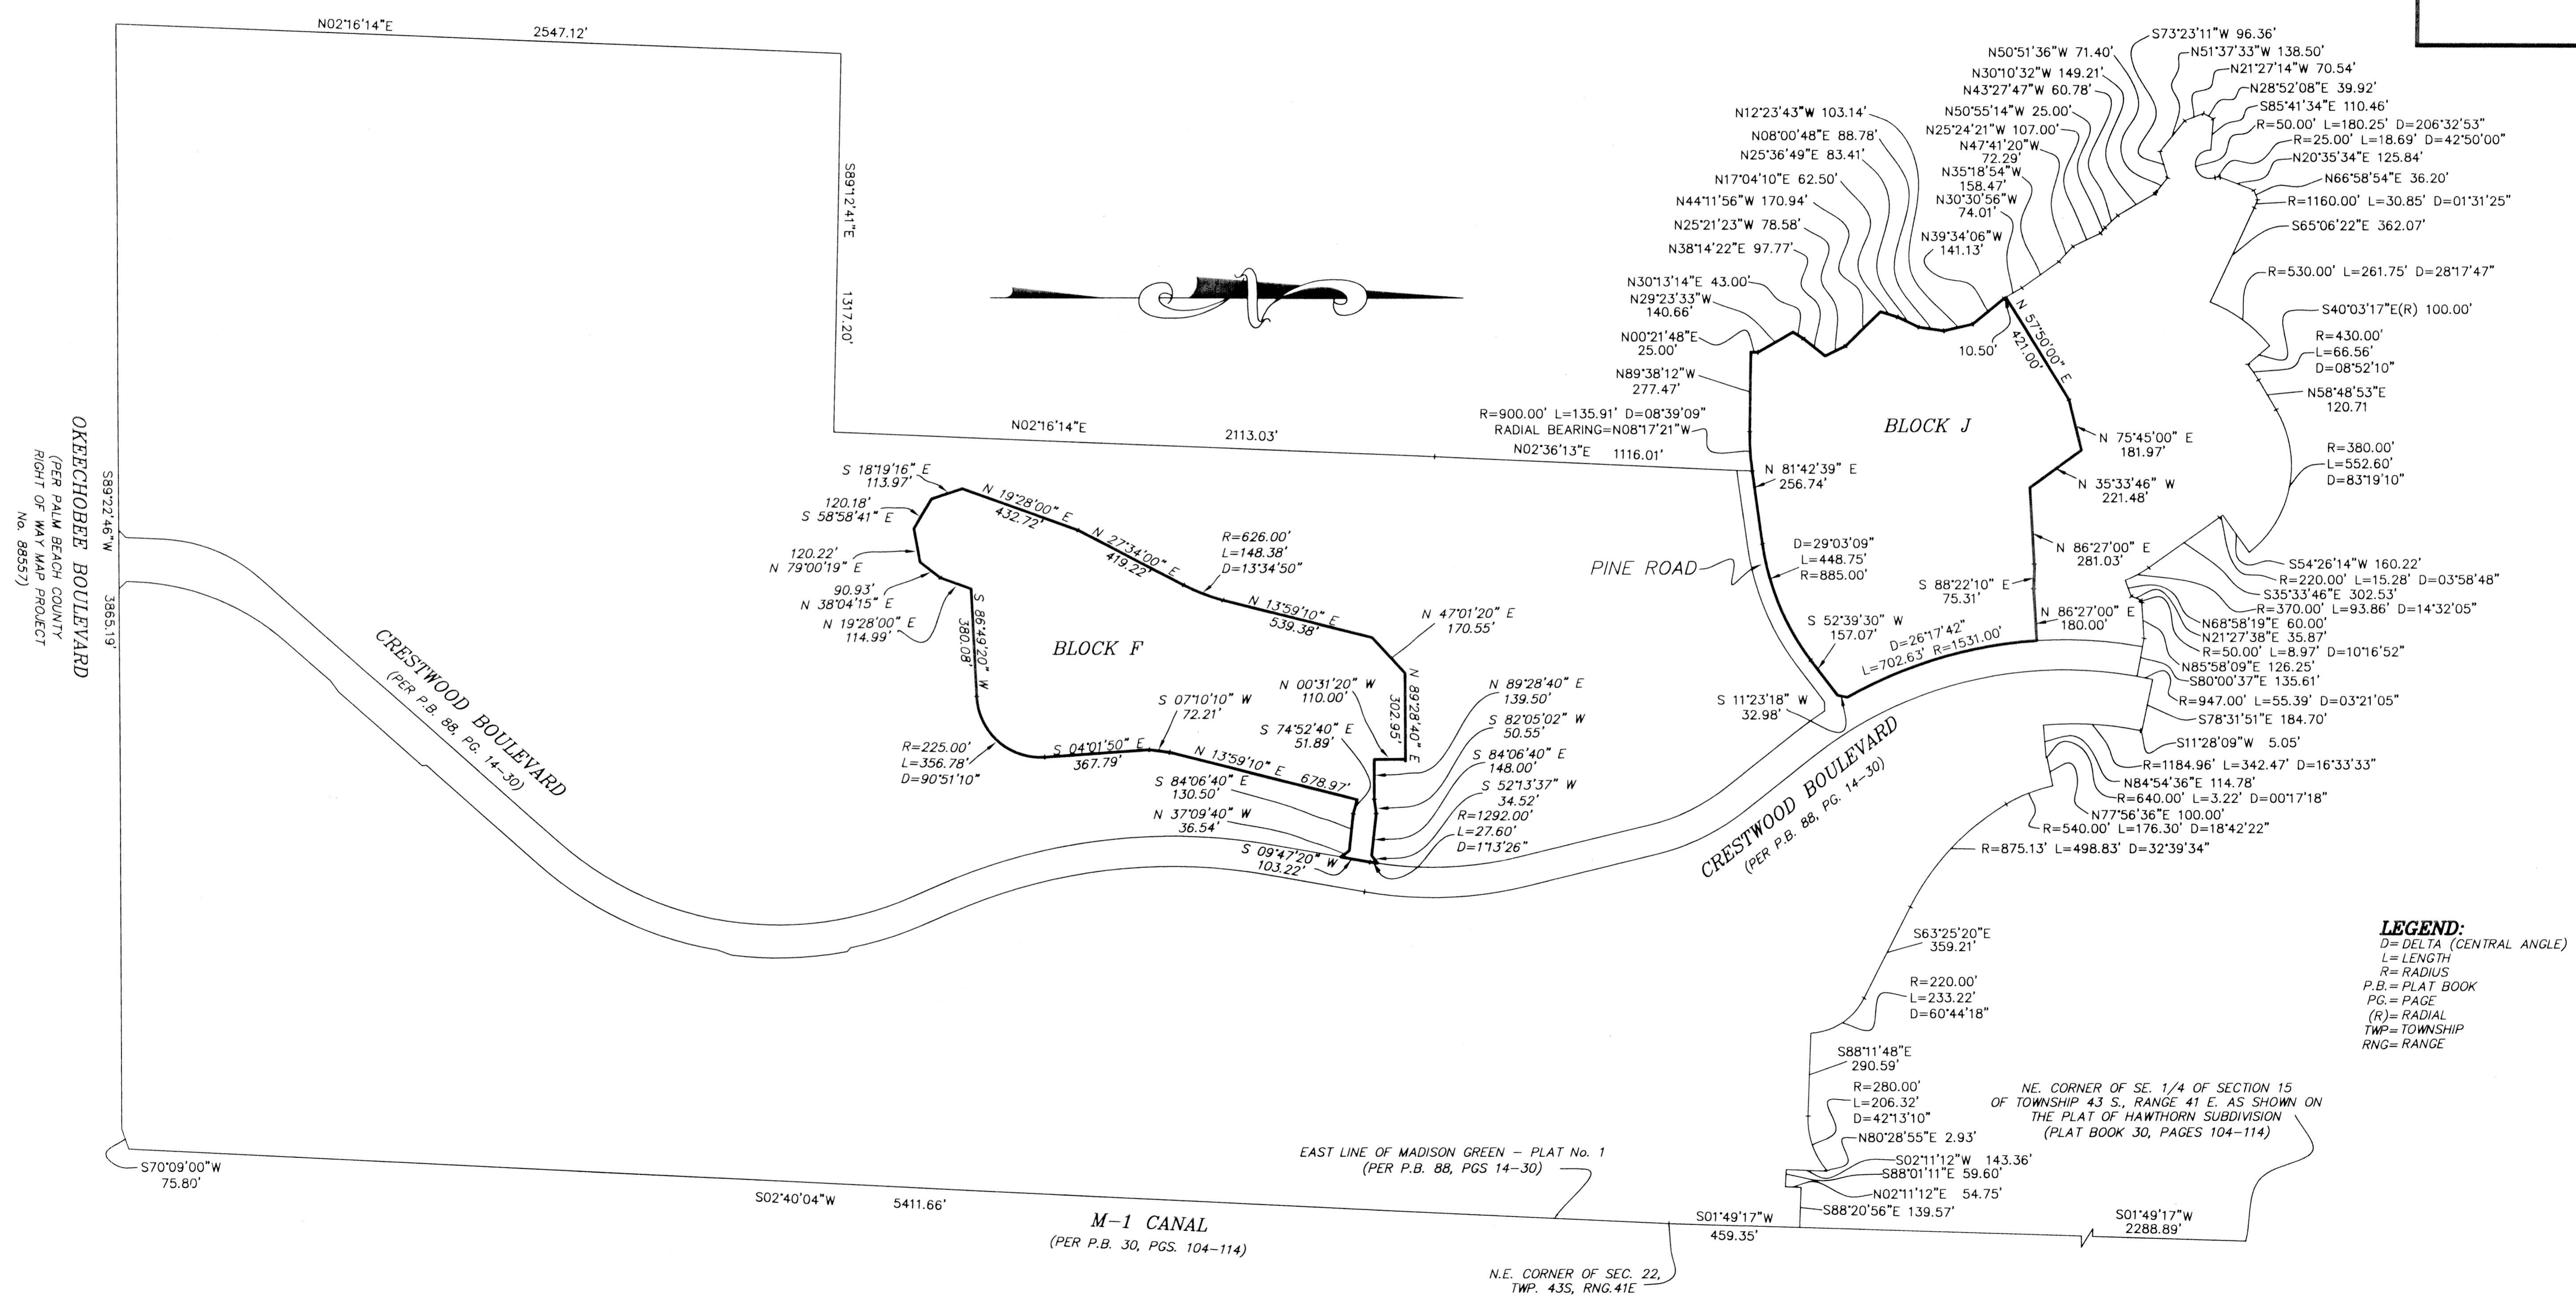 N02°16'14"E
2547.12'
S89°12'41"E
1317.20'
N02°16'14"E
2113.03'
N02°36'13"E
1116.01'
OKEECHOBEE BOULEVARD
(PER PALM BEACH COUNTY
RIGHT OF WAY MAP PROJECT
No. 88557)
S89°22'46"W
3865.19'
CRESTWOOD BOULEVARD
(PER P.B. 88, PG. 14-30)
S70°09'00"W
75.80'
S02°40'04"W
5411.66'
M-1 CANAL
(PER P.B. 30, PGS. 104-114)
S 18°19'16" E
113.97'
120.18'
S 58°58'41" E
120.22'
N 79°00'19" E
90.93'
N 38°04'15" E
N 19°28'00" E
114.99'
N 19°28'00" E
432.72'
N 27°34'00" E
419.22'
R=626.00'
L=148.38'
D=13°34'50"
N 13°59'10" E
539.38'
N 47°01'20" E
170.55'
N 89°28'40" E
302.95'
BLOCK F
S 86°49'20" W
380.08'
R=225.00'
L=356.78'
D=90°51'10"
S 04°01'50" E
367.79'
S 07°10'10" W
72.21'
N 13°59'10" E
678.97'
N 00°31'20" W
110.00'
S 74°52'40" E
51.89'
S 84°06'40" E
130.50'
N 37°09'40" W
36.54'
S 09°47'20" W
103.22'
N 89°28'40" E
139.50'
S 82°05'02" W
50.55'
S 84°06'40" E
148.00'
S 52°13'37" W
34.52'
R=1292.00'
L=27.60'
D=1°13'26"
N12°23'43"W 103.14'
N08°00'48"E 88.78'
N25°36'49"E 83.41'
N17°04'10"E 62.50'
N44°11'56"W 170.94'
N25°21'23"W 78.58'
N38°14'22"E 97.77'
N30°13'14"E 43.00'
N29°23'33"W
140.66'
N00°21'48"E
25.00'
N89°38'12"W
277.47'
R=900.00' L=135.91' D=08°39'09"
RADIAL BEARING=N08°17'21"W
N50°51'36"W 71.40'
N30°10'32"W 149.21'
N43°27'47"W 60.78'
N50°55'14"W 25.00'
N25°24'21"W 107.00'
N47°41'20"W
72.29'
N35°18'54"W
158.47'
N30°30'56"W
74.01'
N39°34'06"W
141.13'
10.50'
N 57°50'00" E
421.00'
BLOCK J
N 75°45'00" E
181.97'
N 35°33'46" W
221.48'
N 86°27'00" E
281.03'
S 88°22'10" E
75.31'
N 86°27'00" E
180.00'
N 81°42'39" E
256.74'
D=29°03'09"
L=448.75'
R=885.00'
PINE ROAD
S 52°39'30" W
157.07'
D=26°17'42"
L=702.63' R=1531.00'
S 11°23'18" W
32.98'
CRESTWOOD BOULEVARD
(PER P.B. 88, PG. 14-30)
S73°23'11"W 96.36'
N51°37'33"W 138.50'
N21°27'14"W 70.54'
N28°52'08"E 39.92'
S85°41'34"E 110.46'
R=50.00' L=180.25' D=206°32'53"
R=25.00' L=18.69' D=42°50'00"
N20°35'34"E 125.84'
N66°58'54"E 36.20'
R=1160.00' L=30.85' D=01°31'25"
S65°06'22"E 362.07'
R=530.00' L=261.75' D=28°17'47"
S40°03'17"E(R) 100.00'
R=430.00'
L=66.56'
D=08°52'10"
N58°48'53"E
120.71
R=380.00'
L=552.60'
D=83°19'10"
S54°26'14"W 160.22'
R=220.00' L=15.28' D=03°58'48"
S35°33'46"E 302.53'
R=370.00' L=93.86' D=14°32'05"
N68°58'19"E 60.00'
N21°27'38"E 35.87'
R=50.00' L=8.97' D=10°16'52"
N85°58'09"E 126.25'
S80°00'37"E 135.61'
R=947.00' L=55.39' D=03°21'05"
S78°31'51"E 184.70'
S11°28'09"W 5.05'
R=1184.96' L=342.47' D=16°33'33"
N84°54'36"E 114.78'
R=640.00' L=3.22' D=00°17'18"
N77°56'36"E 100.00'
R=540.00' L=176.30' D=18°42'22"
R=875.13' L=498.83' D=32°39'34"
S63°25'20"E
359.21'
R=220.00'
L=233.22'
D=60°44'18"
S88°11'48"E
290.59'
R=280.00'
L=206.32'
D=42°13'10"
N80°28'55"E 2.93'
S02°11'12"W 143.36'
S88°01'11"E 59.60'
N02°11'12"E 54.75'
S88°20'56"E 139.57'
LEGEND:
D= DELTA (CENTRAL ANGLE)
L= LENGTH
R= RADIUS
P.B.= PLAT BOOK
PG.= PAGE
(R)= RADIAL
TWP= TOWNSHIP
RNG= RANGE
NE. CORNER OF SE. 1/4 OF SECTION 15
OF TOWNSHIP 43 S., RANGE 41 E. AS SHOWN ON
THE PLAT OF HAWTHORN SUBDIVISION
(PLAT BOOK 30, PAGES 104-114)
EAST LINE OF MADISON GREEN - PLAT No. 1
(PER P.B. 88, PGS 14-30)
S01°49'17"W
459.35'
S01°49'17"W
2288.89'
N.E. CORNER OF SEC. 22,
TWP. 43S, RNG.41E